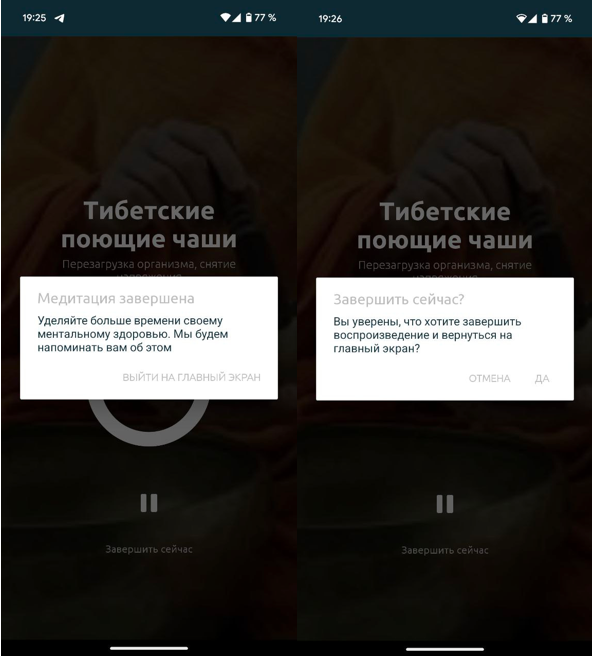 19:25
77 %
Тибетские
поющие чаши
Перезагрузка организма, снятие
напряжения
Медитация завершена
Уделяйте больше времени своему
ментальному здоровью. Мы будем
напоминать вам об этом
ВЫЙТИ НА ГЛАВНЫЙ ЭКРАН
Завершить сейчас
19:26
77 %
Тибетские
поющие чаши
Перезагрузка организма, снятие
напряжения
Завершить сейчас?
Вы уверены, что хотите завершить
воспроизведение и вернуться на
главный экран?
ОТМЕНА ДА
Завершить сейчас